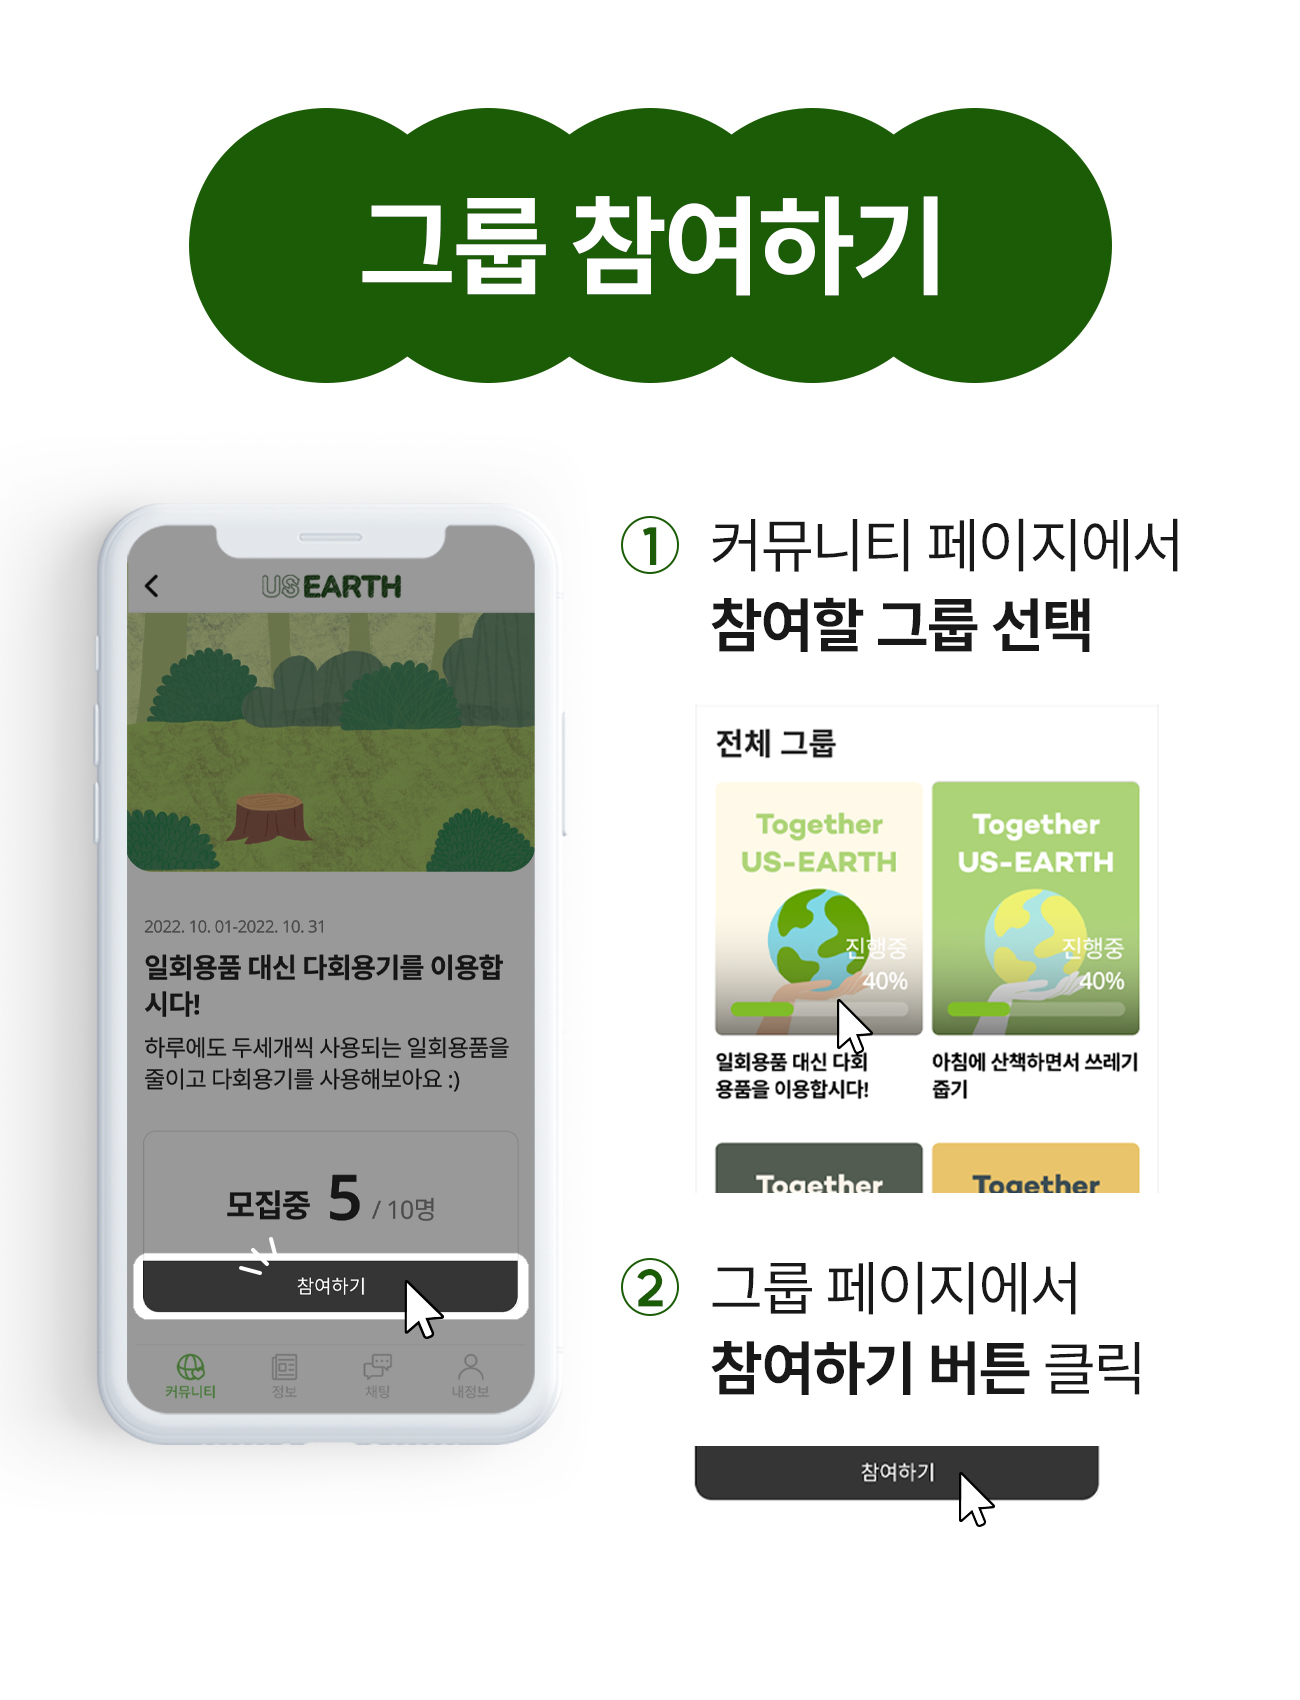 그룹 참여하기
US EARTH
2022. 10. 01-2022. 10. 31
일회용품 대신 다회용기를 이용합
시다!
하루에도 두세개씩 사용되는 일회용품을
줄이고 다회용기를 사용해보아요 :)
모집중 5 / 10명
참여하기
커뮤니티 정보 채팅 내정보
① 커뮤니티 페이지에서
참여할 그룹 선택
전체 그룹
Together
US-EARTH
진행중
40%
일회용품 대신 다회
용품을 이용합시다!
Together
US-EARTH
진행중
40%
아침에 산책하면서 쓰레기
줍기
Together
Together
② 그룹 페이지에서
참여하기 버튼 클릭
참여하기